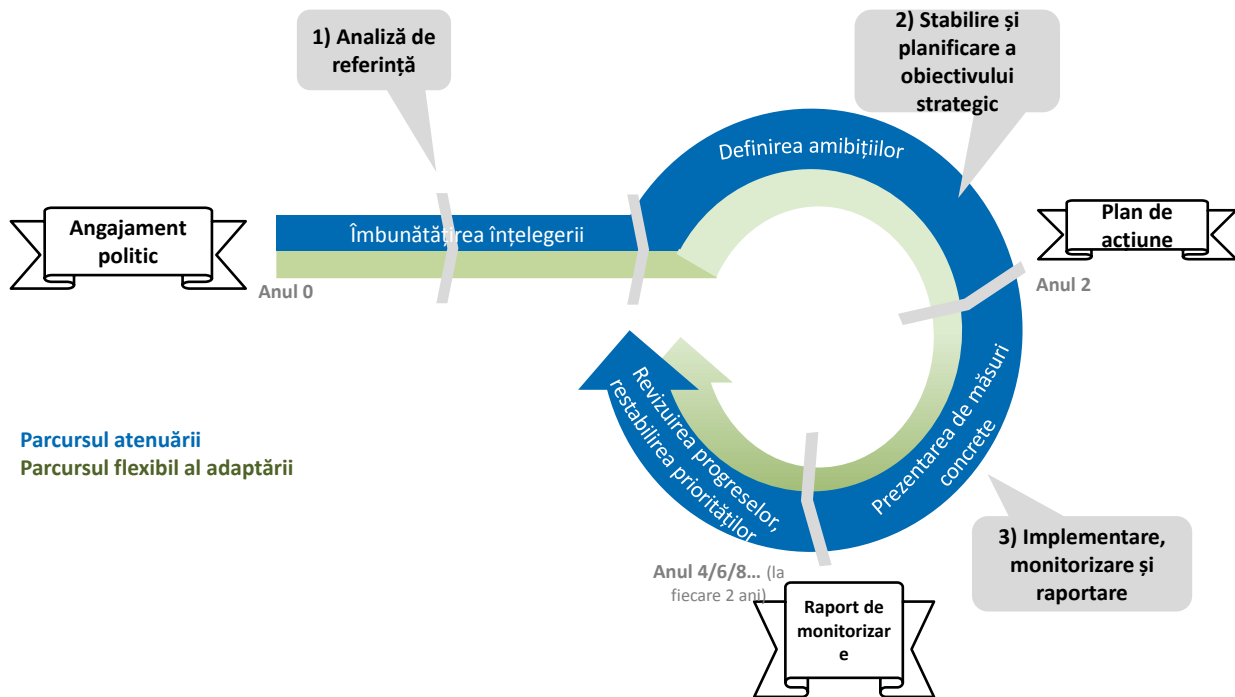 1) Analiză de
referință
2) Stabilire și
planificare a
obiectivului
strategic
Definirea amibițiilor
Angajament
politic
Îmbunătățirea înțelegerii
Plan de
acțiune
Anul 0
Anul 2
Revizuirea progreselor,
restabilirea priorităților
Prezentarea de măsuri
concrete
Parcursul atenuării
Parcursul flexibil al adaptării
3) Implementare,
monitorizare și
raportare
Anul 4/6/8… (la
fiecare 2 ani)
Raport de
monitorizar
e